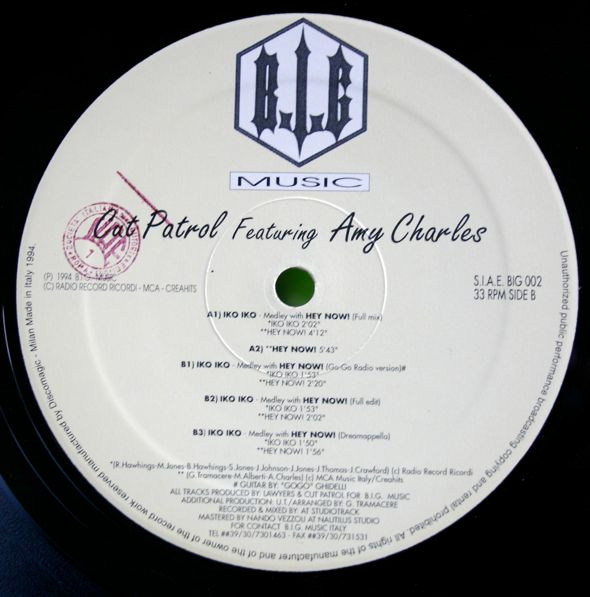 B.I.G
MUSIC
Cut Patrol Featuring Amy Charles
(P) 1994 B.I.G. MUSIC
(C) RADIO RECORD RICORDI - MCA - CREAHITS
S.I.A.E. BIG 002
33 RPM SIDE B
A1) IKO IKO - Medley with HEY NOW! (Full mix)
*IKO IKO 2'02"
**HEY NOW! 4'12"
A2) **HEY NOW! 5'43"
B1) IKO IKO - Medley with HEY NOW! (Go-Go Radio version)#
*IKO IKO 1'53"
**HEY NOW! 2'20"
B2) IKO IKO - Medley with HEY NOW! (Full edit)
*IKO IKO 1'53"
**HEY NOW! 2'02"
B3) IKO IKO - Medley with HEY NOW! (Dreamappella)
*IKO IKO 1'50"
**HEY NOW! 1'56"
*(R.Hawhings-M.Jones-B.Hawhings-S.Jones-J.Johnson-J.Jones-J.Thomas-J.Crawford) (c) Radio Record Ricordi
** (G.Tramacere-M.Alberti-A.Charles) (c) MCA Music Italy/Creahits
# GUITAR BY: "GOGO" GHIDELLI
ALL TRACKS PRODUCED BY: LAWYERS & CUT PATROL FOR B.I.G. MUSIC
ADDITIONAL PRODUCTION: U.T./ARRANGED BY: G. TRAMACERE
RECORDED & MIXED BY: AT STUDIOTRACK
MASTERED BY NANDO VEZZOLI AT NAUTILUS STUDIO
FOR CONTACT B.I.G. MUSIC ITALY
TEL ##39/30/7301463 - FAX ##39/30/731531
Unauthorized public performance broadcasting copying and rental prohibited. All rights of the manufacturer and of the owner of the record work reserved manufactured by Discomagic - Milan Made in Italy 1994.